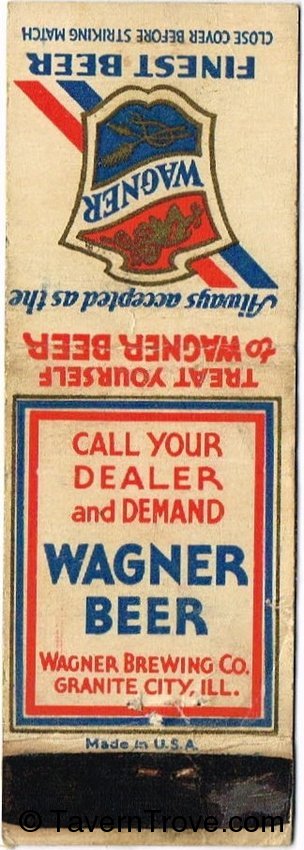 CLOSE COVER BEFORE STRIKING MATCH
FINEST BEER
WAGNER
Always accepted as the
to WAGNER BEER
TREAT YOURSELF
CALL YOUR
DEALER
and DEMAND
WAGNER
BEER
WAGNER BREWING CO.
GRANITE CITY, ILL.
Made in U.S.A.
© TavernTrove.com ©